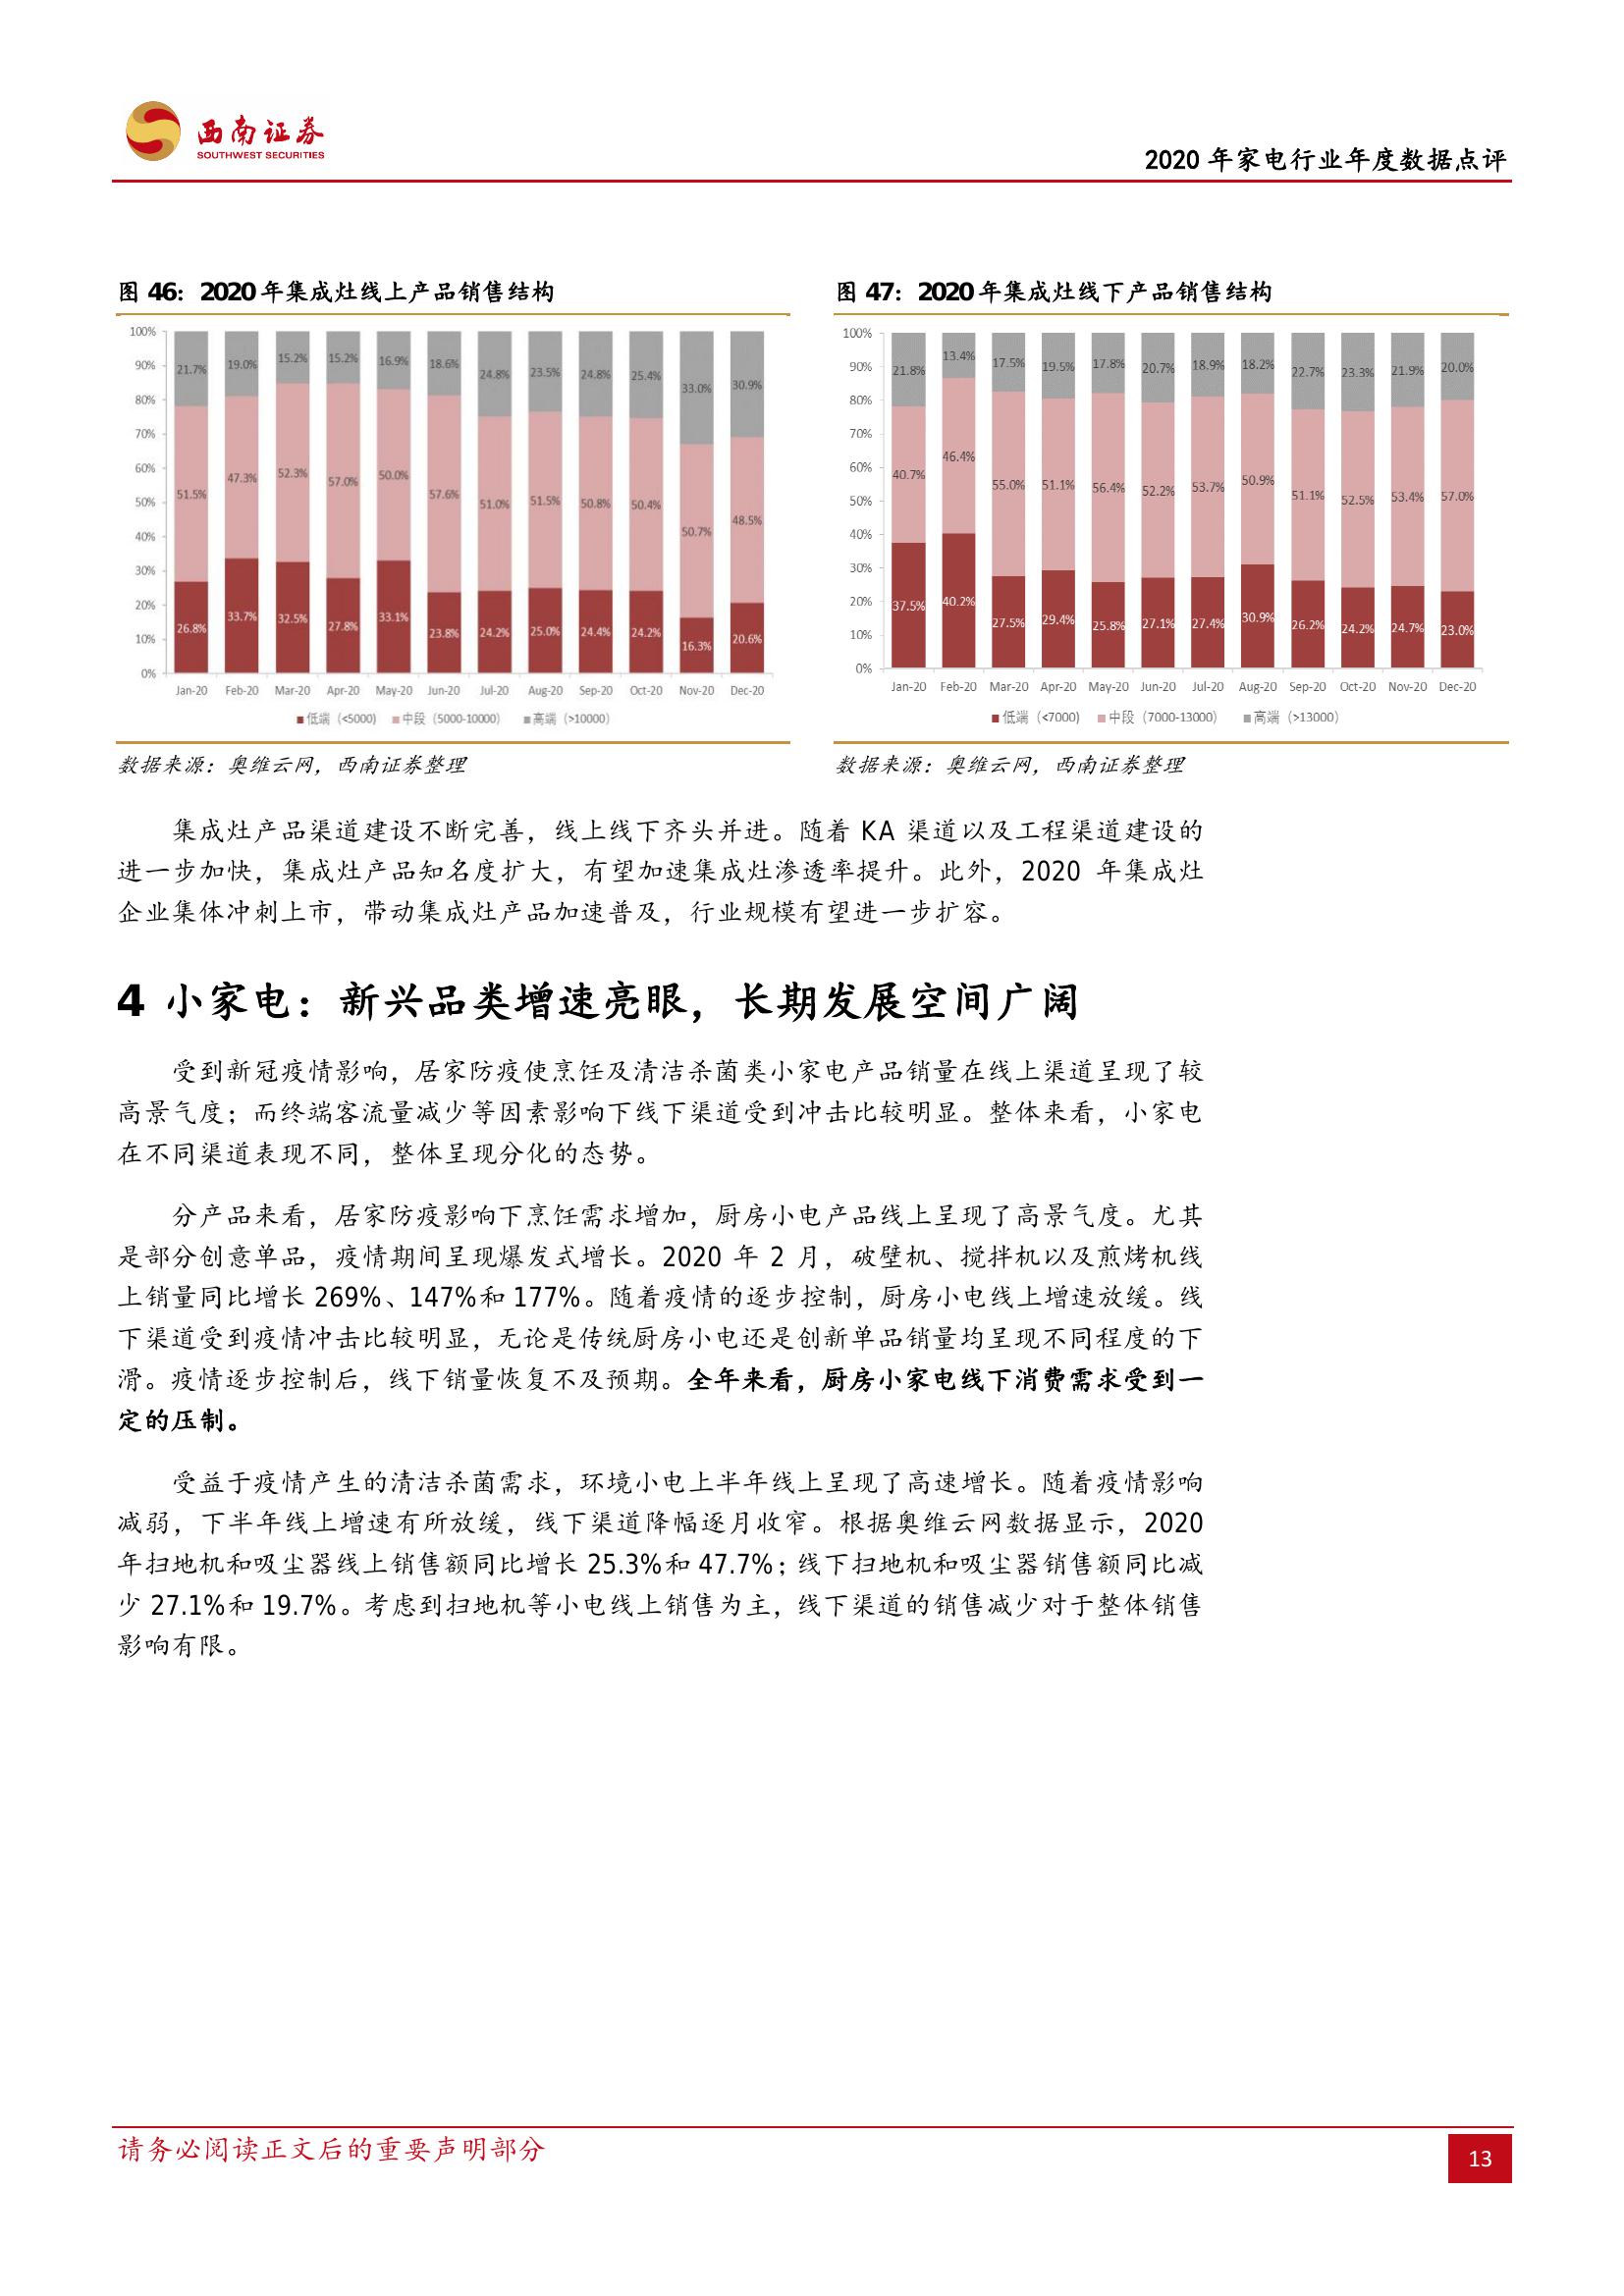 西南证券
SOUTHWEST SECURITIES
2020 年家电行业年度数据点评
图 46：2020 年集成灶线上产品销售结构
100%
90%
80%
70%
60%
50%
40%
30%
20%
10%
0%
21.7% 19.0% 15.2% 15.2% 16.9% 18.6% 24.8% 23.5% 24.8% 25.4% 33.0% 30.9%
51.5% 47.3% 52.3% 57.0% 50.0% 57.6% 51.0% 51.5% 50.8% 50.4% 50.7% 48.5%
26.8% 33.7% 32.5% 27.8% 33.1% 23.8% 24.2% 25.0% 24.4% 24.2% 16.3% 20.6%
Jan-20 Feb-20 Mar-20 Apr-20 May-20 Jun-20 Jul-20 Aug-20 Sep-20 Oct-20 Nov-20 Dec-20
低端（<5000) 中段（5000-10000） 高端（>10000）
数据来源：奥维云网，西南证券整理
图 47：2020 年集成灶线下产品销售结构
100%
90%
80%
70%
60%
50%
40%
30%
20%
10%
0%
21.8% 13.4% 17.5% 19.5% 17.8% 20.7% 18.9% 18.2% 22.7% 23.3% 21.9% 20.0%
40.7% 46.4% 55.0% 51.1% 56.4% 52.2% 53.7% 50.9% 51.1% 52.5% 53.4% 57.0%
37.5% 40.2% 27.5% 29.4% 25.8% 27.1% 27.4% 30.9% 26.2% 24.2% 24.7% 23.0%
Jan-20 Feb-20 Mar-20 Apr-20 May-20 Jun-20 Jul-20 Aug-20 Sep-20 Oct-20 Nov-20 Dec-20
低端（<7000) 中段（7000-13000） 高端（>13000）
数据来源：奥维云网，西南证券整理
集成灶产品渠道建设不断完善，线上线下齐头并进。随着 KA 渠道以及工程渠道建设的
进一步加快，集成灶产品知名度扩大，有望加速集成灶渗透率提升。此外，2020 年集成灶
企业集体冲刺上市，带动集成灶产品加速普及，行业规模有望进一步扩容。
4 小家电：新兴品类增速亮眼，长期发展空间广阔
受到新冠疫情影响，居家防疫使烹饪及清洁杀菌类小家电产品销量在线上渠道呈现了较
高景气度；而终端客流量减少等因素影响下线下渠道受到冲击比较明显。整体来看，小家电
在不同渠道表现不同，整体呈现分化的态势。
分产品来看，居家防疫影响下烹饪需求增加，厨房小电产品线上呈现了高景气度。尤其
是部分创意单品，疫情期间呈现爆发式增长。2020 年 2 月，破壁机、搅拌机以及煎烤机线
上销量同比增长 269%、147%和 177%。随着疫情的逐步控制，厨房小电线上增速放缓。线
下渠道受到疫情冲击比较明显，无论是传统厨房小电还是创新单品销量均呈现不同程度的下
滑。疫情逐步控制后，线下销量恢复不及预期。全年来看，厨房小家电线下消费需求受到一
定的压制。
受益于疫情产生的清洁杀菌需求，环境小电上半年线上呈现了高速增长。随着疫情影响
减弱，下半年线上增速有所放缓，线下渠道降幅逐月收窄。根据奥维云网数据显示，2020
年扫地机和吸尘器线上销售额同比增长 25.3%和 47.7%；线下扫地机和吸尘器销售额同比减
少 27.1%和 19.7%。考虑到扫地机等小电线上销售为主，线下渠道的销售减少对于整体销售
影响有限。
请务必阅读正文后的重要声明部分
13